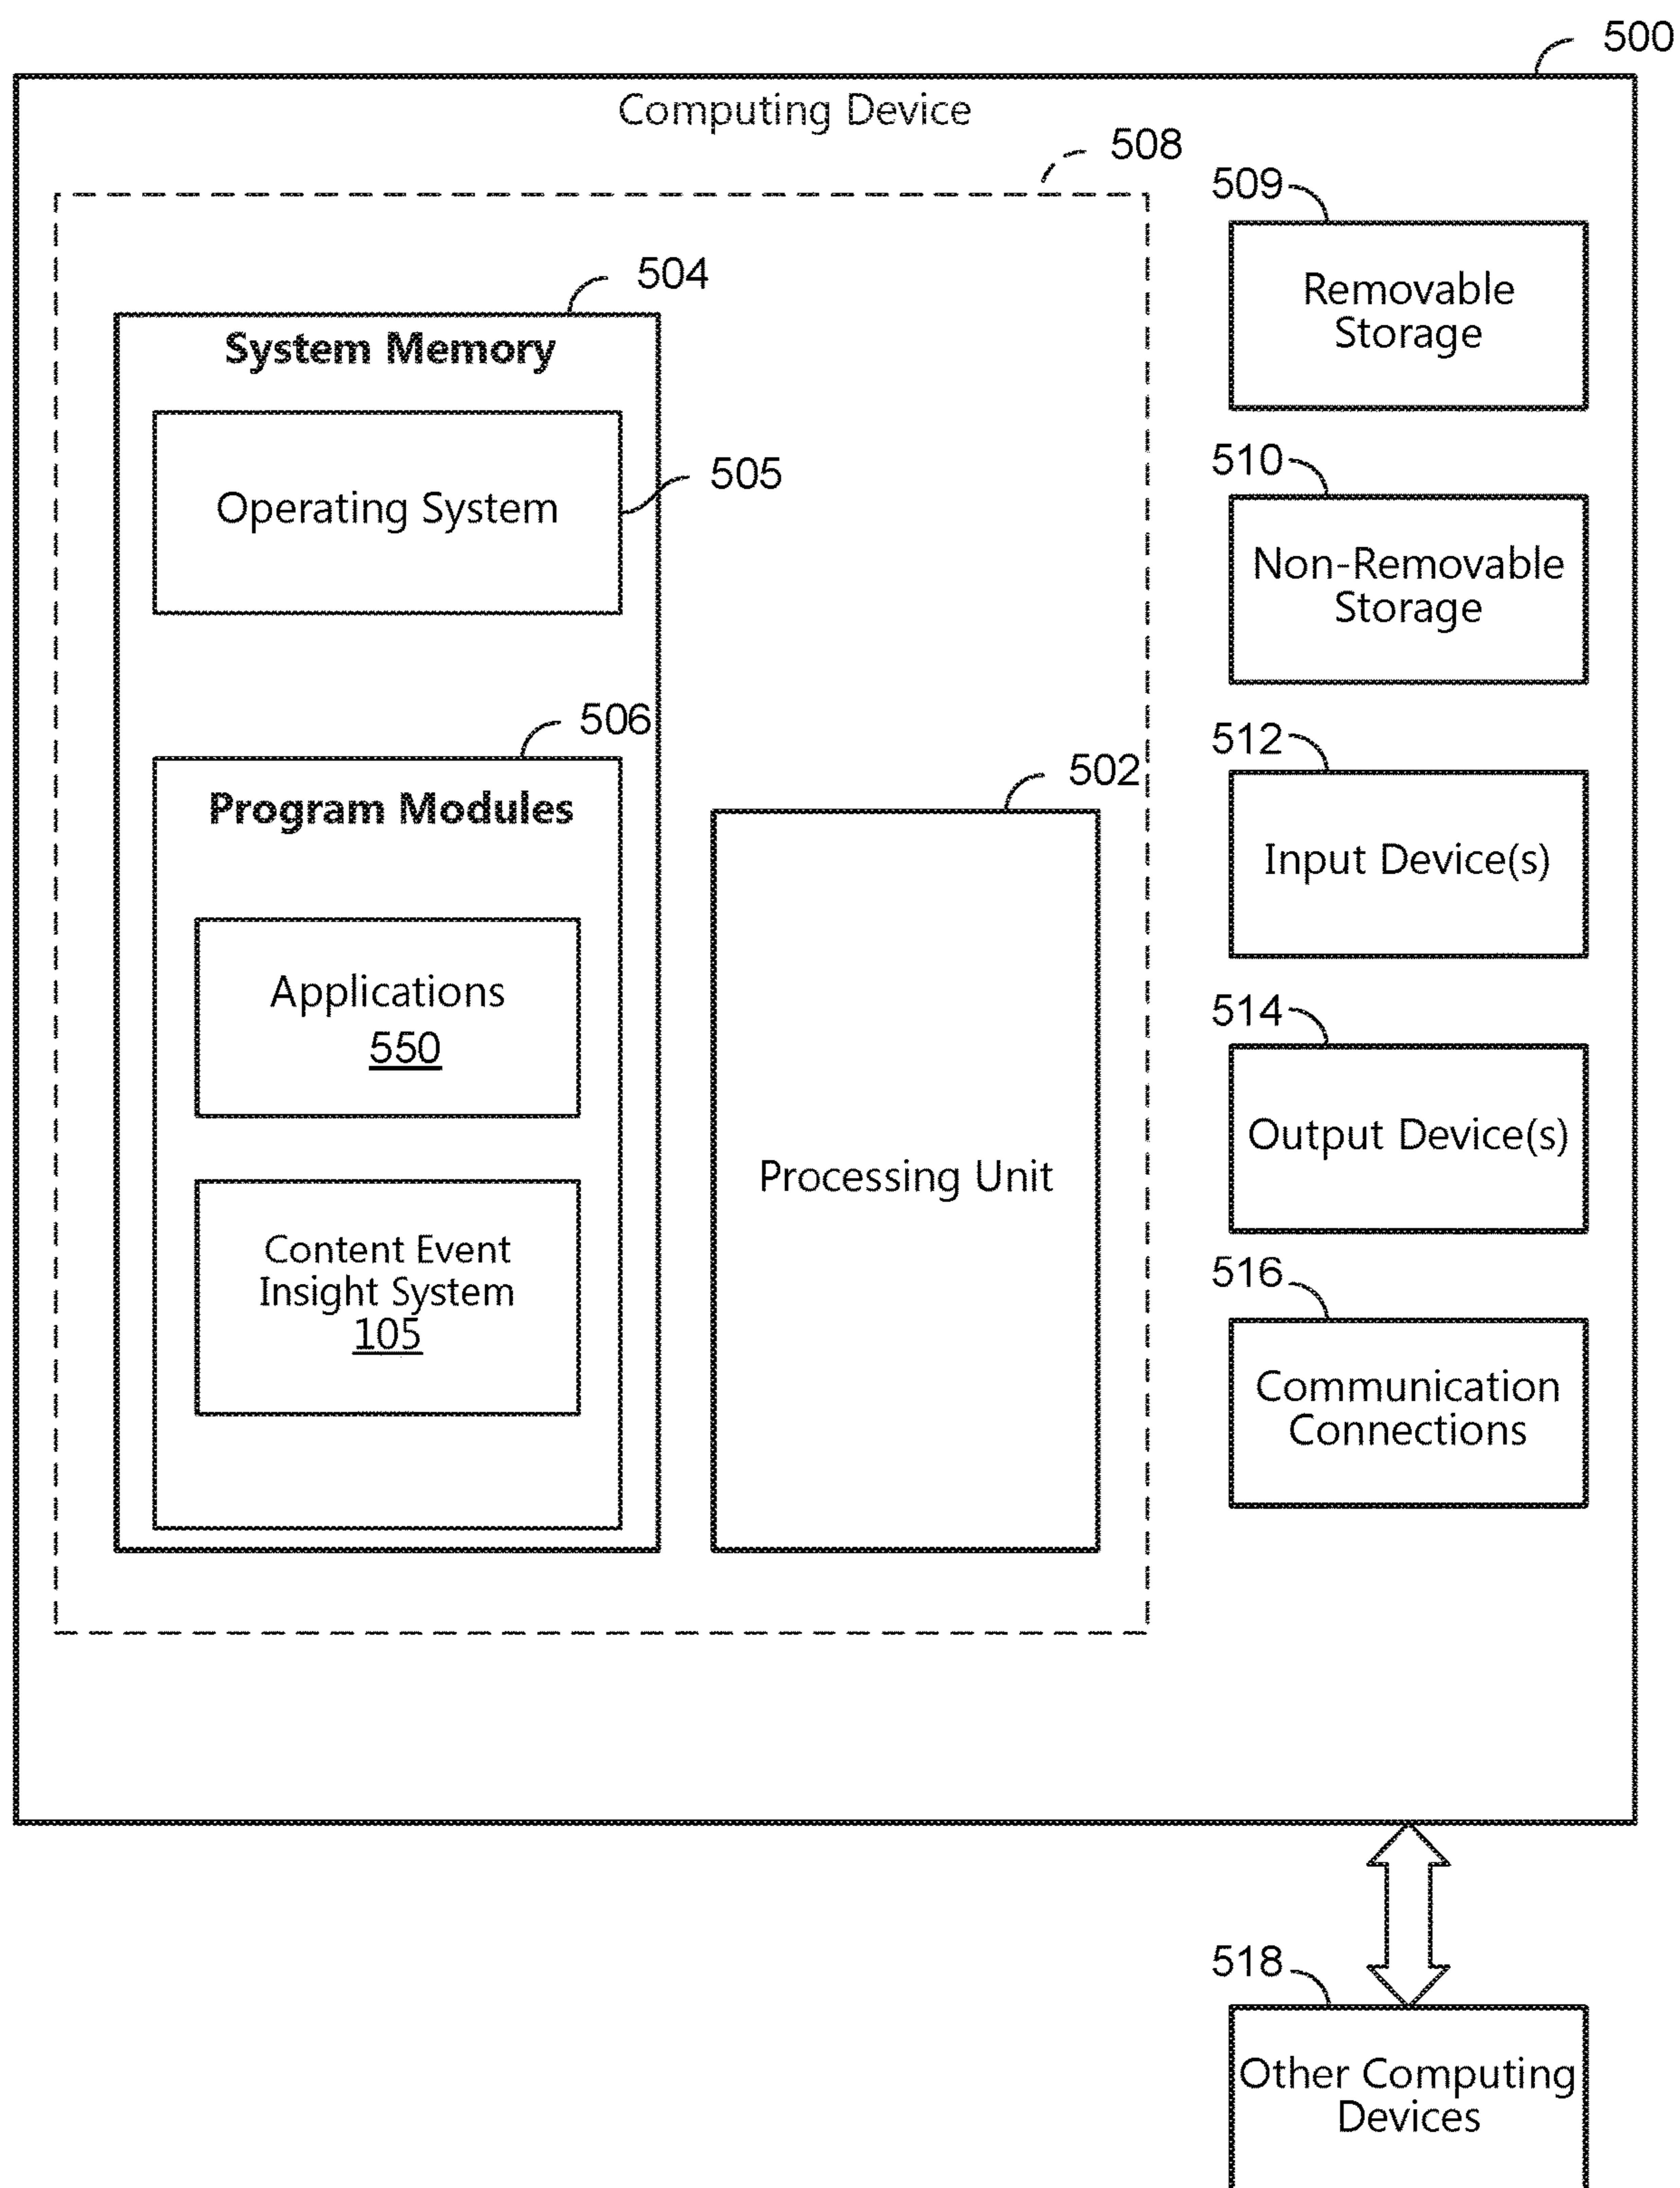 500
Computing Device
508
509
Removable
Storage
504
System Memory
Operating System
505
510
Non-Removable
Storage
506
Program Modules
502
512
Input Device(s)
Applications
550
514
Output Device(s)
Processing Unit
Content Event
Insight System
105
516
Communication
Connections
518
Other Computing
Devices